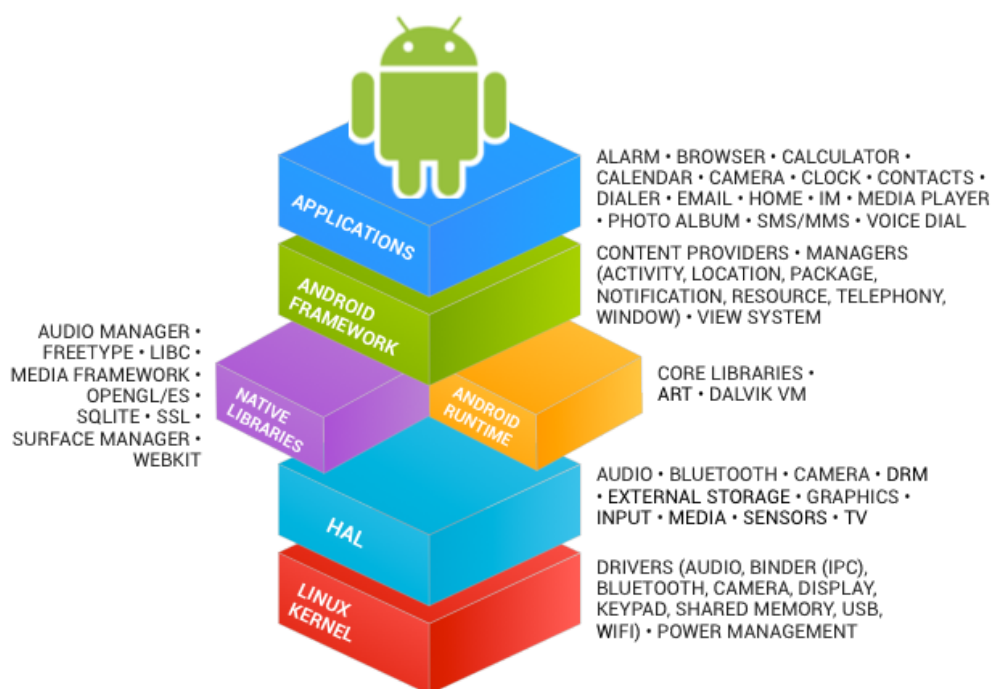 APPLICATIONS
ALARM • BROWSER • CALCULATOR •
CALENDAR • CAMERA • CLOCK • CONTACTS •
DIALER • EMAIL • HOME • IM • MEDIA PLAYER
• PHOTO ALBUM • SMS/MMS • VOICE DIAL
ANDROID
FRAMEWORK
CONTENT PROVIDERS • MANAGERS
(ACTIVITY, LOCATION, PACKAGE,
NOTIFICATION, RESOURCE, TELEPHONY,
WINDOW) • VIEW SYSTEM
AUDIO MANAGER •
FREETYPE • LIBC •
MEDIA FRAMEWORK •
OPENGL/ES •
SQLITE • SSL •
SURFACE MANAGER •
WEBKIT
NATIVE
LIBRARIES
ANDROID
RUNTIME
CORE LIBRARIES •
ART • DALVIK VM
HAL
AUDIO • BLUETOOTH • CAMERA • DRM
• EXTERNAL STORAGE • GRAPHICS •
INPUT • MEDIA • SENSORS • TV
LINUX
KERNEL
DRIVERS (AUDIO, BINDER (IPC),
BLUETOOTH, CAMERA, DISPLAY,
KEYPAD, SHARED MEMORY, USB,
WIFI) • POWER MANAGEMENT